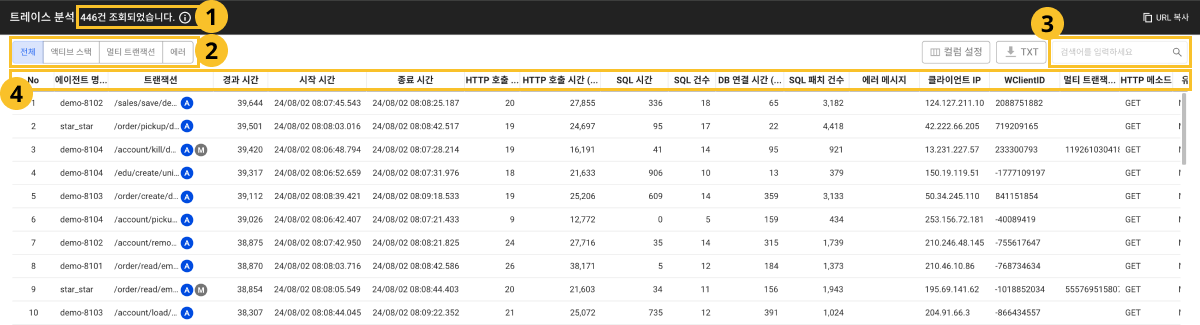 트레이스 분석 446건 조회되었습니다. 1 URL 복사
전체 액티브 스택 멀티 트랜잭션 에러 2 컬럼 설정 TXT 3 검색어를 입력하세요
4 No 에이전트 명... 트랜잭션 경과 시간 시작 시간 종료 시간 HTTP 호출 ... HTTP 호출 시간 (... SQL 시간 SQL 건수 DB 연결 시간 (... SQL 패치 건수 에러 메시지 클라이언트 IP WClientID 멀티 트랜잭... HTTP 메소드 유
1 demo-8102 /sales/save/de... A 39,644 24/08/02 08:07:45.543 24/08/02 08:08:25.187 20 27,855 336 18 65 3,182 124.127.211.10 2088751882 GET
2 star_star /order/pickup/d... A 39,501 24/08/02 08:08:03.016 24/08/02 08:08:42.517 19 24,697 95 17 22 4,418 42.222.66.205 719209165 GET
3 demo-8104 /account/kill/d... A M 39,420 24/08/02 08:06:48.794 24/08/02 08:07:28.214 19 16,191 41 14 95 921 13.231.227.57 233300793 119261030418 GET
4 demo-8104 /edu/create/uni... A 39,317 24/08/02 08:06:52.659 24/08/02 08:07:31.976 18 21,633 906 10 13 379 150.19.119.51 -1777109197 GET
5 demo-8103 /order/create/d... A 39,112 24/08/02 08:08:39.421 24/08/02 08:09:18.533 19 25,206 609 14 359 3,133 50.34.245.110 841151854 GET
6 demo-8104 /account/picku... A 39,026 24/08/02 08:06:42.407 24/08/02 08:07:21.433 9 12,772 0 5 159 434 253.156.72.181 -40089419 GET
7 demo-8102 /account/remo... A 38,875 24/08/02 08:07:42.950 24/08/02 08:08:21.825 24 27,716 35 14 315 1,739 210.246.48.145 -755617647 GET
8 demo-8101 /order/read/em... A 38,870 24/08/02 08:08:03.716 24/08/02 08:08:42.586 26 38,171 5 12 184 1,373 210.46.10.86 -768734634 GET
9 star_star /order/read/em... A M 38,854 24/08/02 08:08:05.549 24/08/02 08:08:44.403 20 21,603 34 11 156 1,943 195.69.141.62 -1018852034 55576951580 GET
10 demo-8103 /account/load/... A 38,307 24/08/02 08:08:44.045 24/08/02 08:09:22.352 21 25,072 735 12 391 1,024 204.91.66.3 -866434557 GET